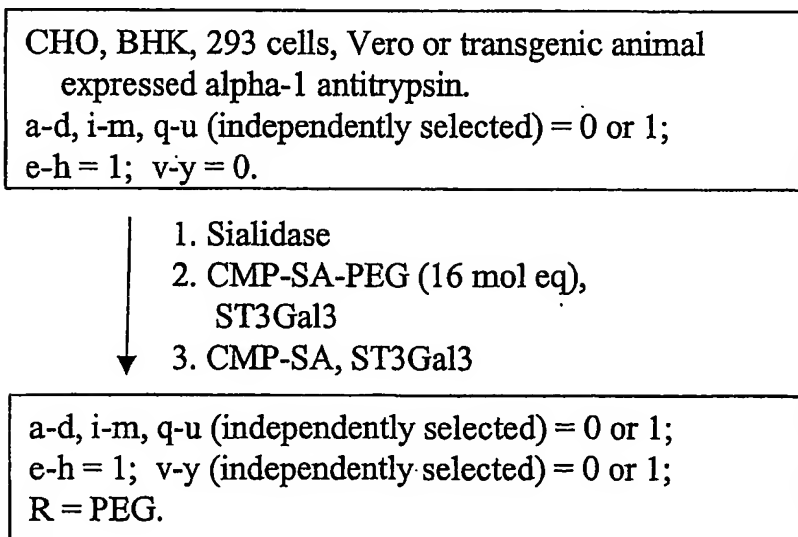 CHO, BHK, 293 cells, Vero or transgenic animal
expressed alpha-1 antitrypsin.
a-d, i-m, q-u (independently selected) = 0 or 1;
e-h = 1; v-y = 0.
1. Sialidase
2. CMP-SA-PEG (16 mol eq),
ST3Gal3
3. CMP-SA, ST3Gal3
a-d, i-m, q-u (independently selected) = 0 or 1;
e-h = 1; v-y (independently selected) = 0 or 1;
R = PEG.